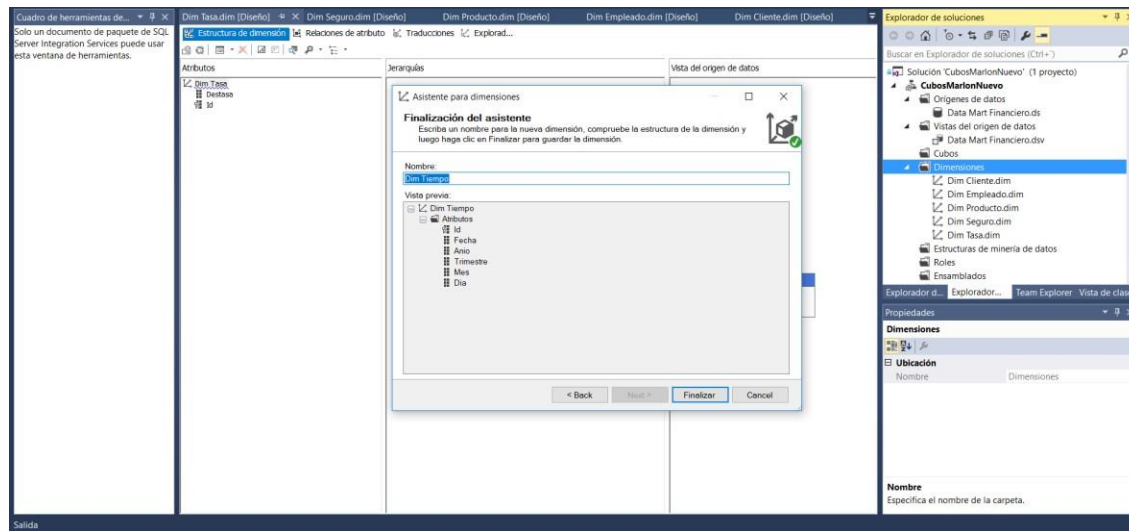 Cuadro de herramientas de...
Solo un documento de paquete de SQL
Server Integration Services puede usar
esta ventana de herramientas.
Dim Tasa.dim [Diseño]
Dim Seguro.dim [Diseño]
Dim Producto.dim [Diseño]
Dim Empleado.dim [Diseño]
Dim Cliente.dim [Diseño]
Estructura de dimensión
Relaciones de atributo
Traducciones
Explorad...
Atributos
Dim Tasa
Destasa
Id
Jerarquías
Vista del origen de datos
Asistente para dimensiones
Finalización del asistente
Escriba un nombre para la nueva dimensión, compruebe la estructura de la dimensión y
luego haga clic en Finalizar para guardar la dimensión.
Nombre:
Dim Tiempo
Vista previa:
Dim Tiempo
Atributos
Id
Fecha
Anio
Trimestre
Mes
Dia
< Back
Next >
Finalizar
Cancel
Explorador de soluciones
Buscar en Explorador de soluciones (Ctrl+´)
Solución 'CubosMarlonNuevo' (1 proyecto)
CubosMarlonNuevo
Orígenes de datos
Data Mart Financiero.ds
Vistas del origen de datos
Data Mart Financiero.dsv
Cubos
Dimensiones
Dim Cliente.dim
Dim Empleado.dim
Dim Producto.dim
Dim Seguro.dim
Dim Tasa.dim
Estructuras de minería de datos
Roles
Ensamblados
Explorador d...
Explorador...
Team Explorer
Vista de clas
Propiedades
Dimensiones
Ubicación
Nombre
Dimensiones
Nombre
Especifica el nombre de la carpeta.
Salida